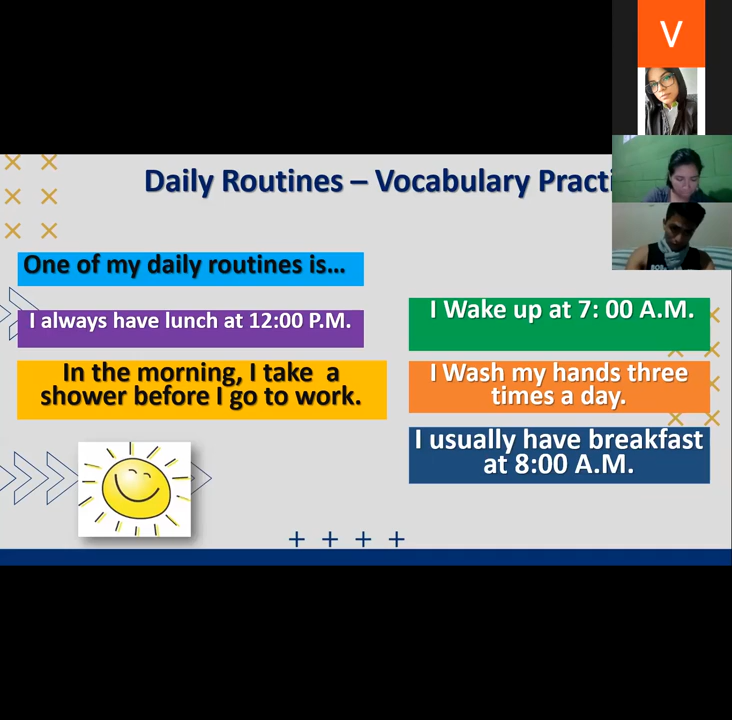 V
Daily Routines – Vocabulary Practi
One of my daily routines is...
I always have lunch at 12:00 P.M.
In the morning, I take a
shower before I go to work.
I Wake up at 7: 00 A.M.
I Wash my hands three
times a day.
I usually have breakfast
at 8:00 A.M.